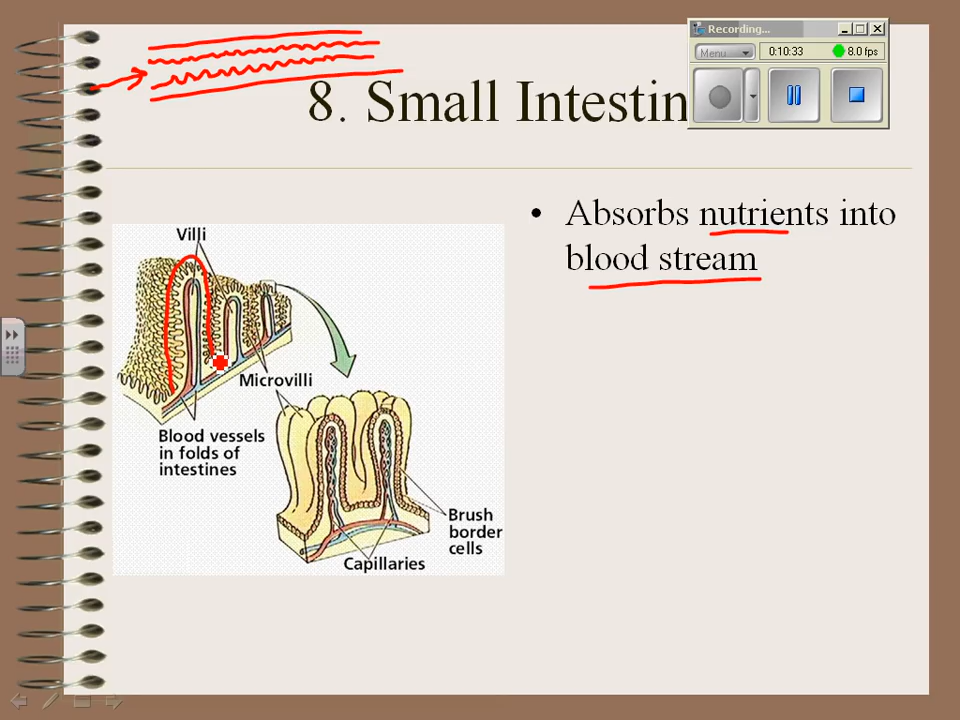 Recording...
Menu
0:10:33
8.0 fps
8. Small Intestin
• Absorbs nutrients into
blood stream
Villi
Microvilli
Blood vessels
in folds of
intestines
Brush
border
cells
Capillaries